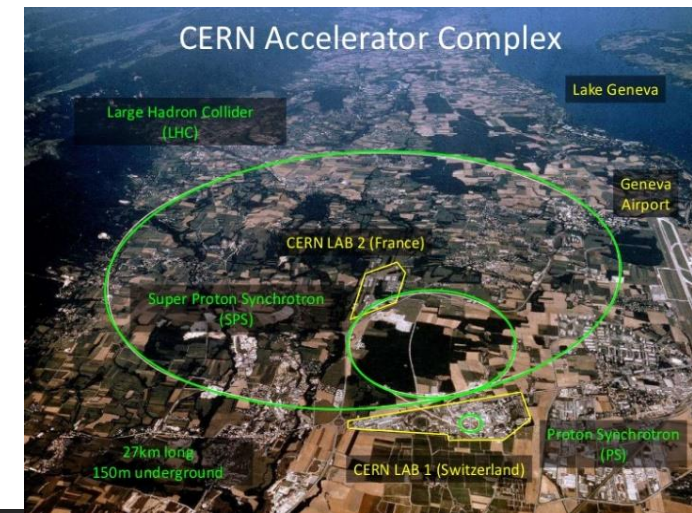 CERN Accelerator Complex
Lake Geneva
Large Hadron Collider
(LHC)
Geneva
Airport
CERN LAB 2 (France)
Super Proton Synchrotron
(SPS)
27km long
150m underground
CERN LAB 1 (Switzerland)
Proton Synchrotron
(PS)